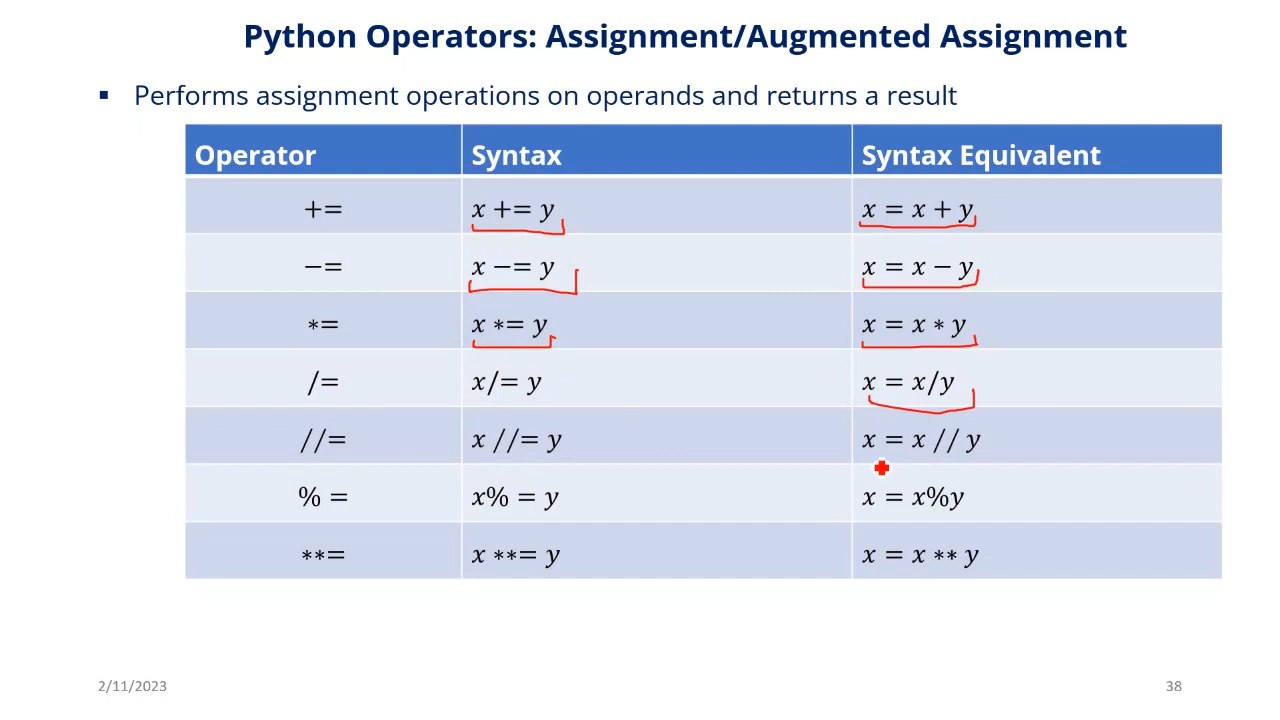 Python Operators: Assignment/Augmented Assignment
▪ Performs assignment operations on operands and returns a result
Operator Syntax Syntax Equivalent
+= x += y x = x + y
−= x −= y x = x − y
∗= x ∗= y x = x ∗ y
/= x/= y x = x/y
//= x //= y x = x // y
% = x% = y x = x%y
∗∗= x ∗∗= y x = x ∗∗ y
2/11/2023 38